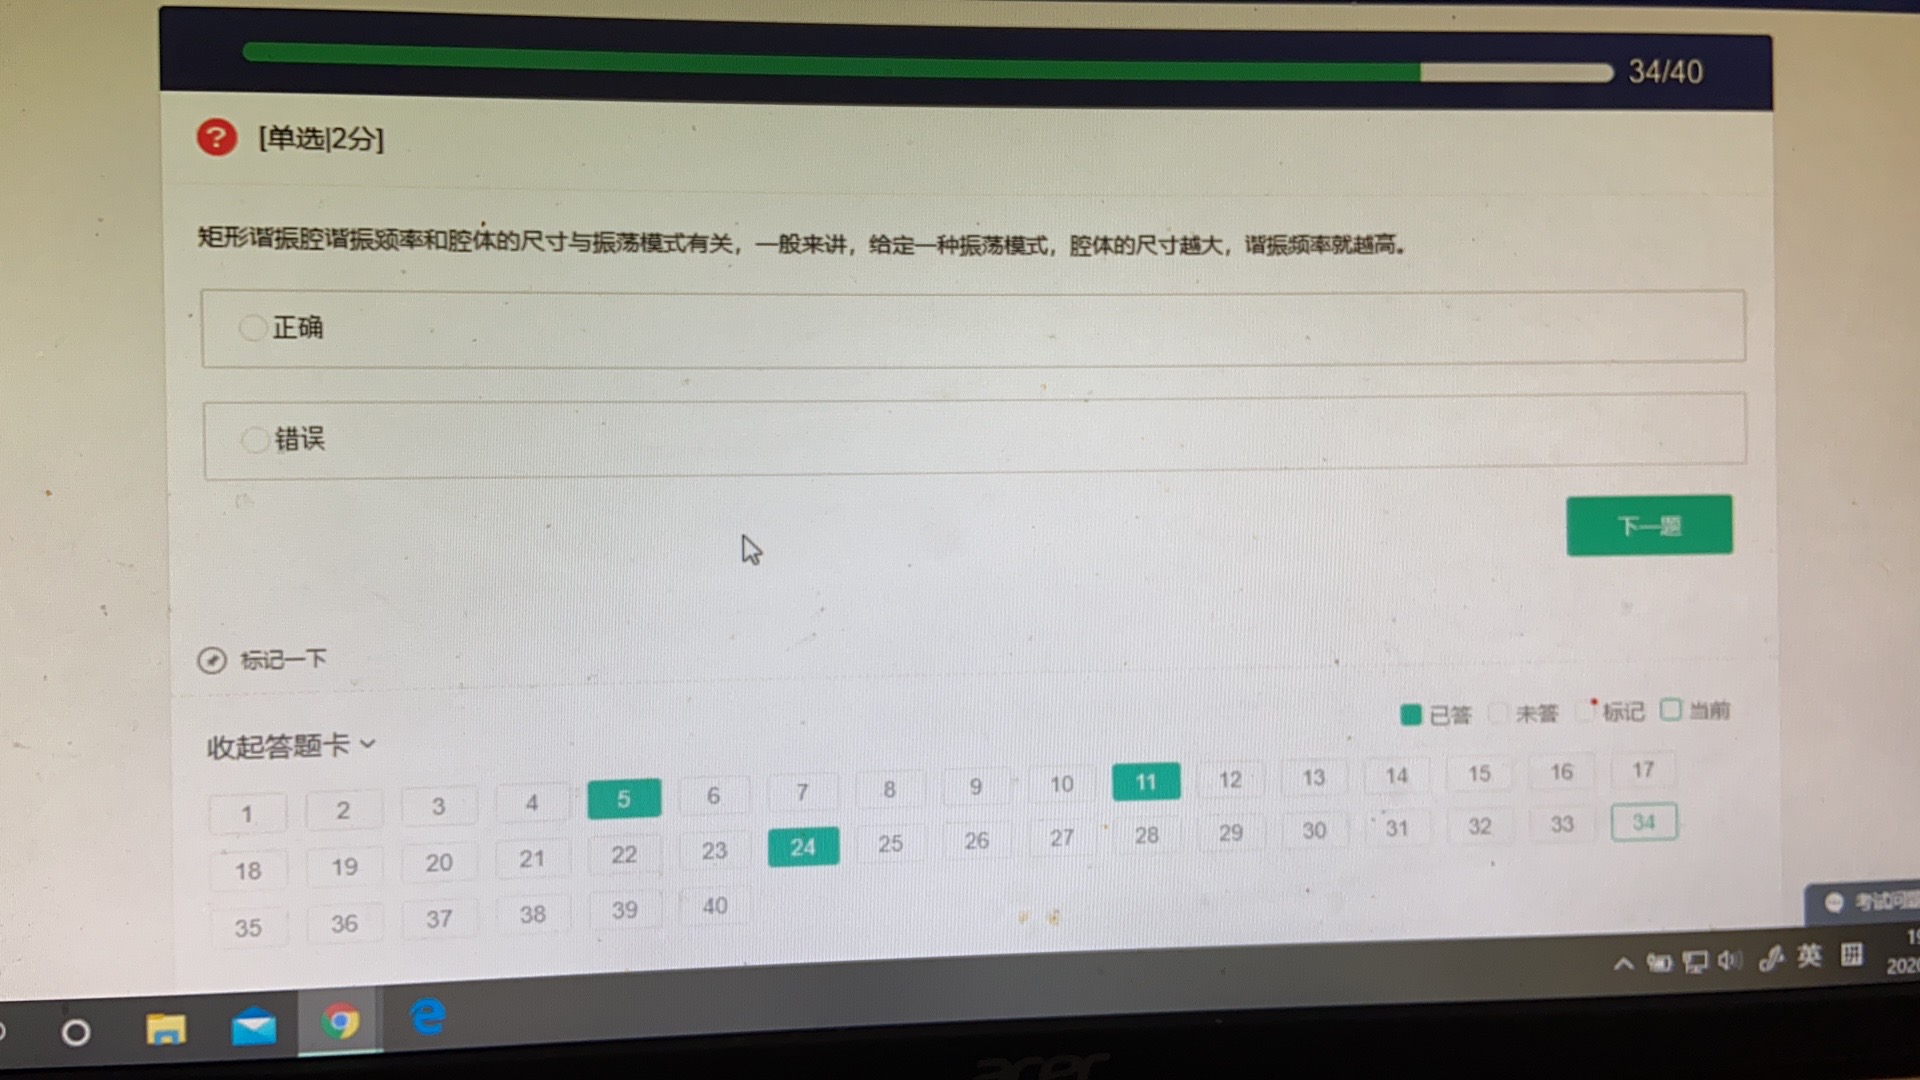 34/40
[单选|2分]
矩形谐振腔谐振频率和腔体的尺寸与振荡模式有关，一般来讲，给定一种振荡模式，腔体的尺寸越大，谐振频率就越高。
正确
错误
下一题
标记一下
已答 未答 标记 当前
收起答题卡
1 2 3 4 5 6 7 8 9 10 11 12 13 14 15 16 17
18 19 20 21 22 23 24 25 26 27 28 29 30 31 32 33 34
35 36 37 38 39 40
考试问题
英
acer